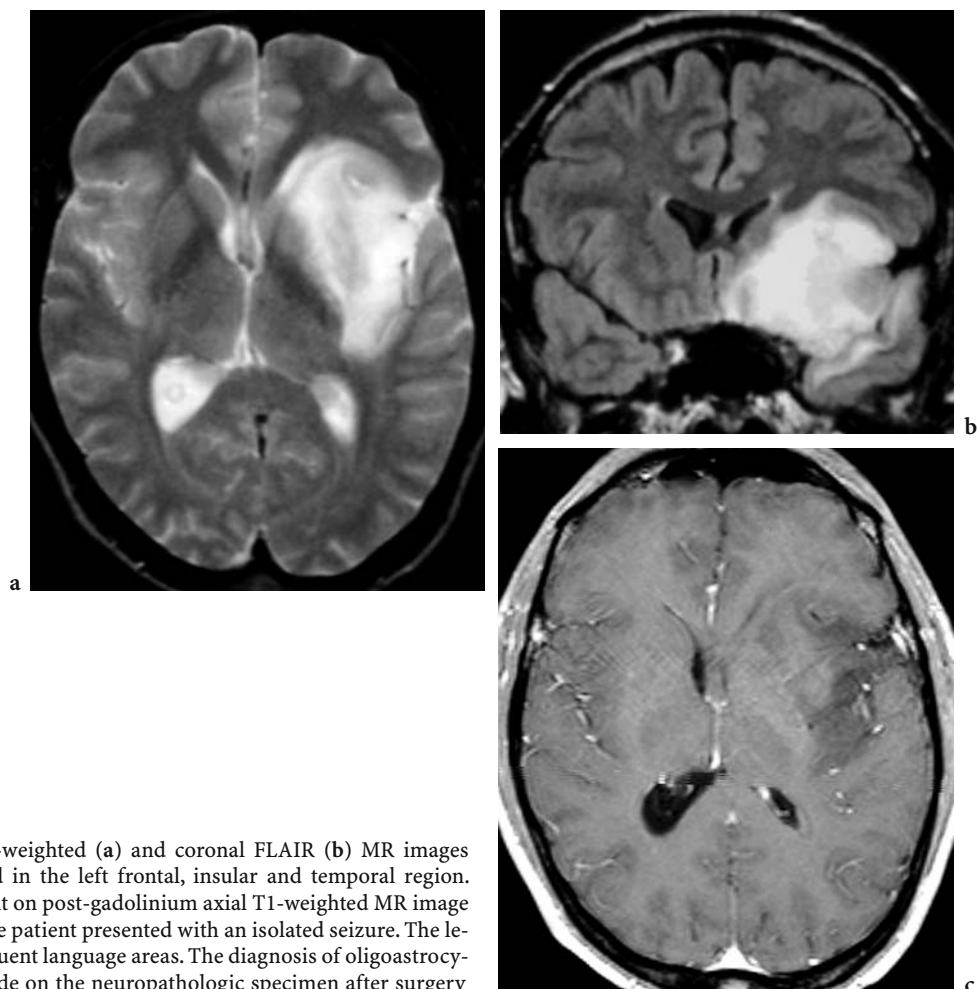 a
b
-weighted (a) and coronal FLAIR (b) MR images
in the left frontal, insular and temporal region.
t on post-gadolinium axial T1-weighted MR image
e patient presented with an isolated seizure. The le-
quent language areas. The diagnosis of oligoastrocy-
de on the neuropathologic specimen after surgery
c